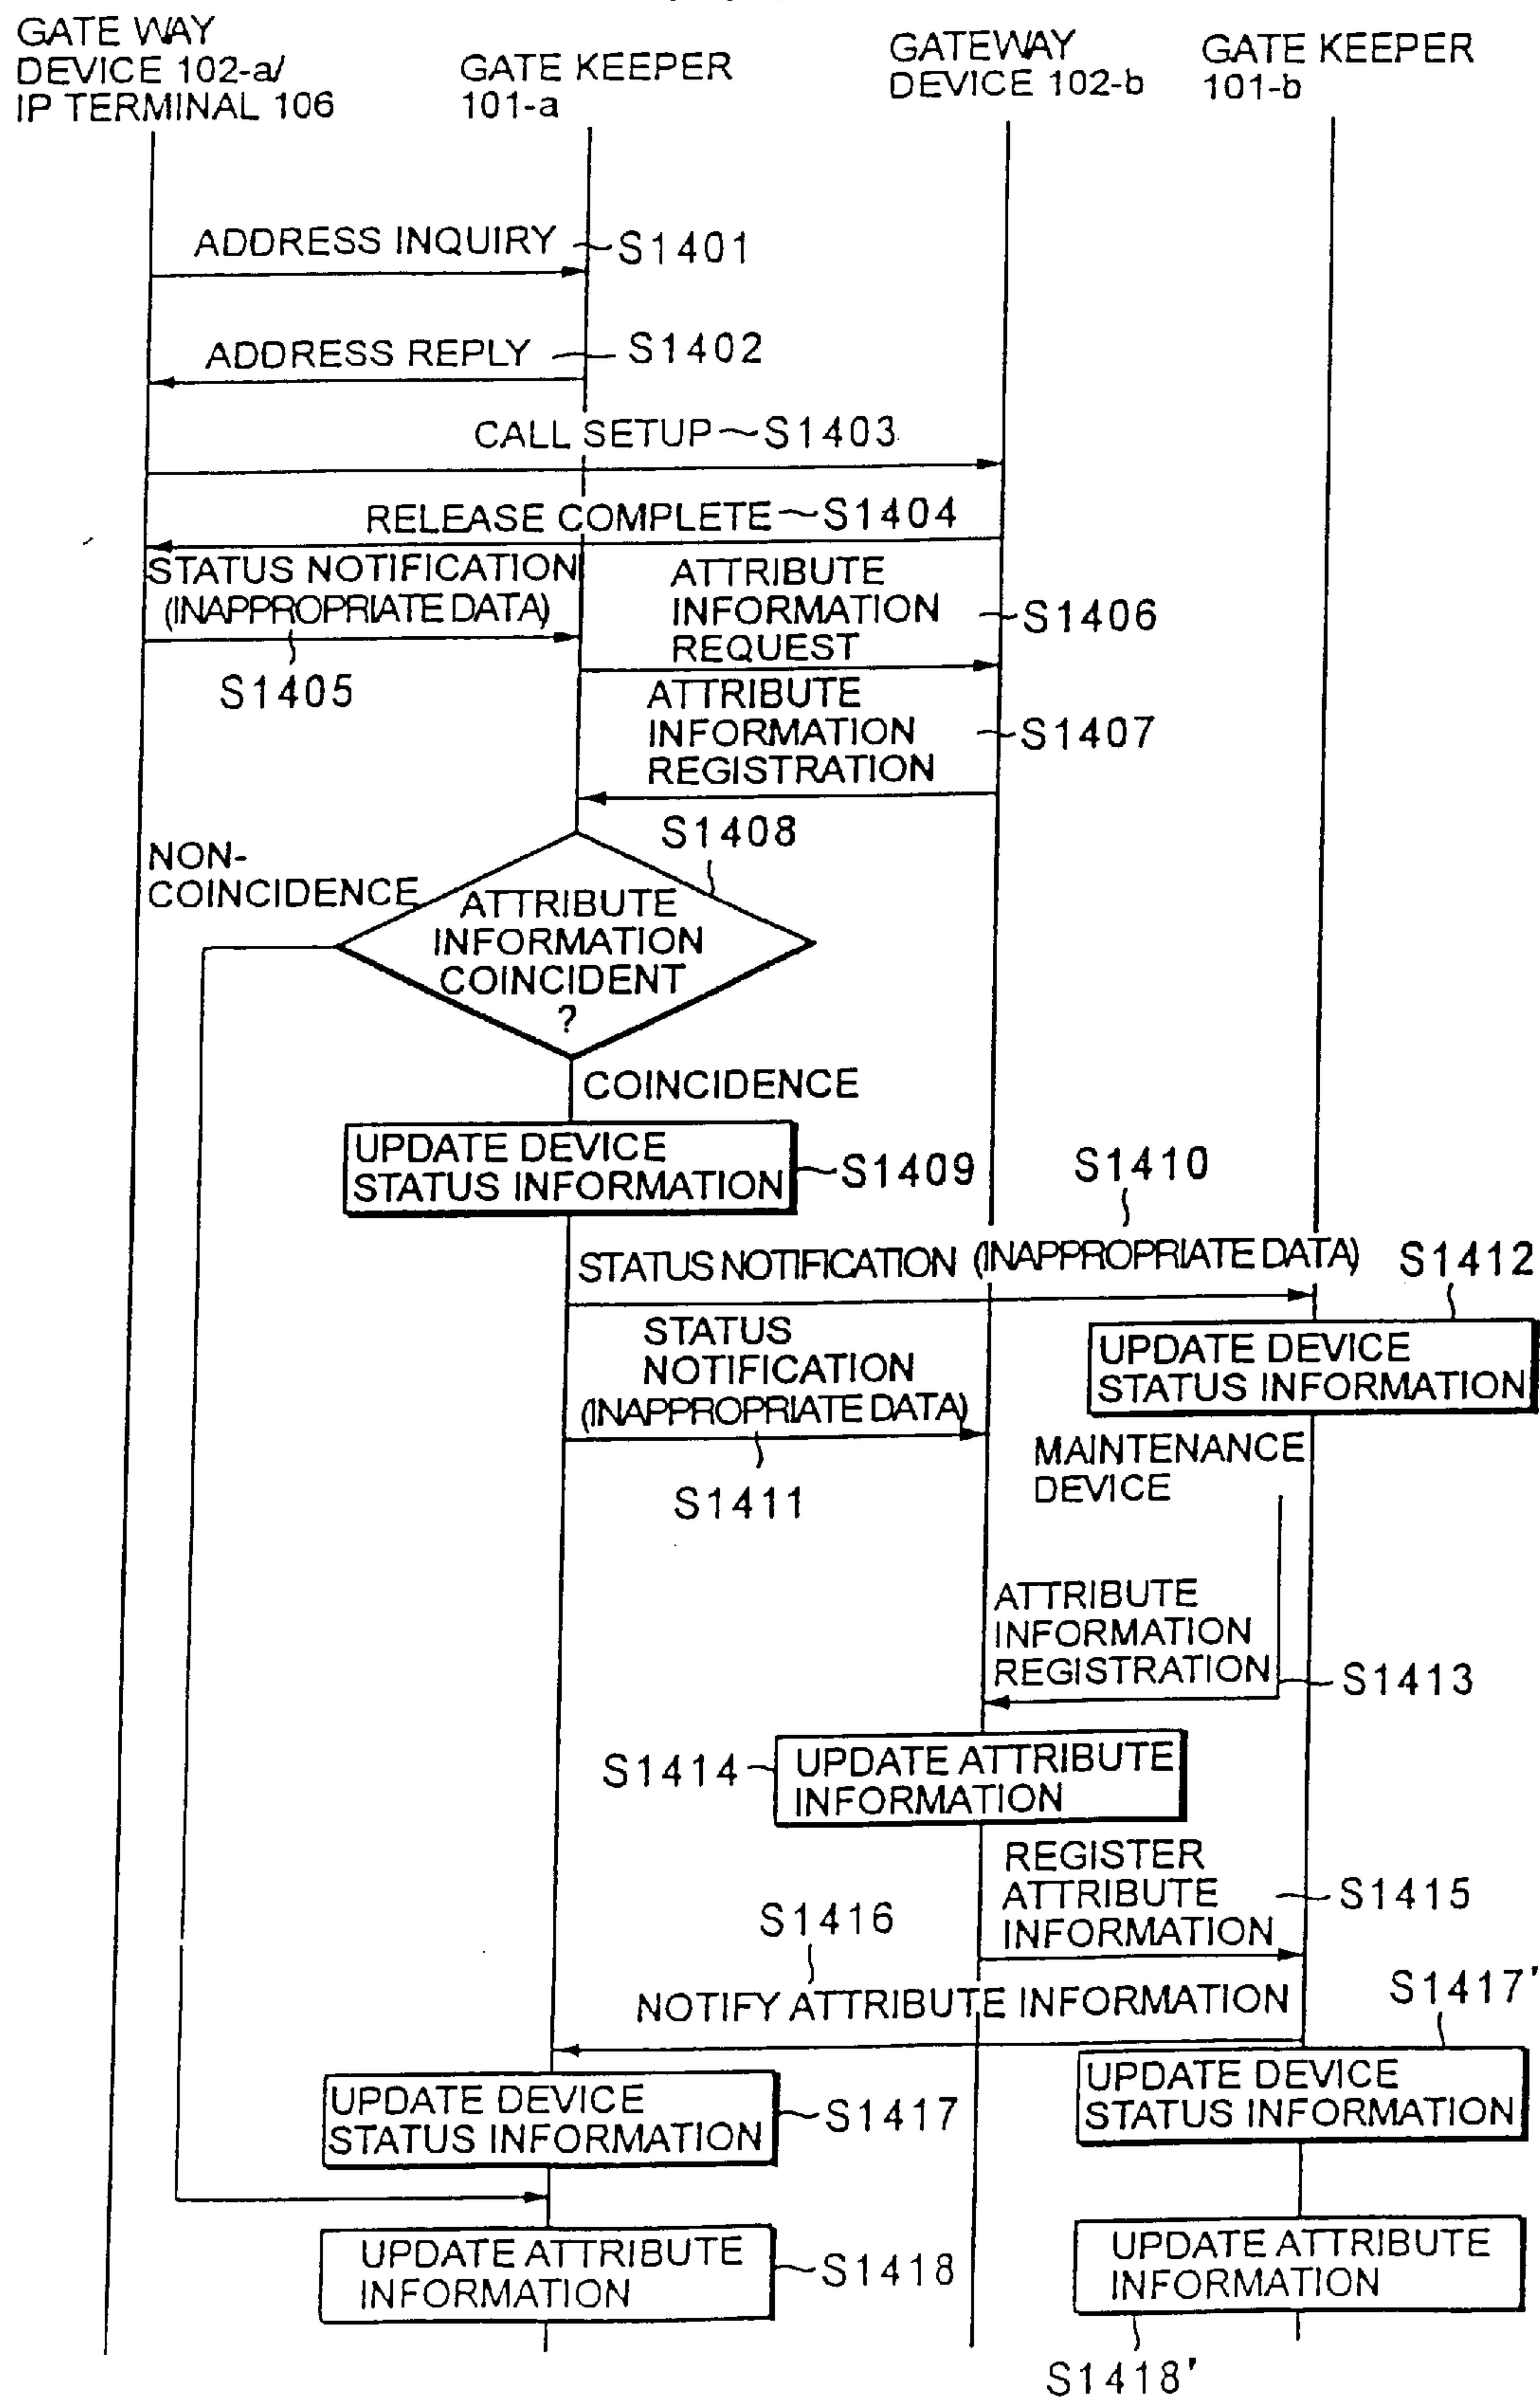 GATE WAY
DEVICE 102-a/
IP TERMINAL 106
GATE KEEPER
101-a
GATEWAY
DEVICE 102-b
GATE KEEPER
101-b
ADDRESS INQUIRY
S1401
ADDRESS REPLY
S1402
CALL SETUP
S1403
RELEASE COMPLETE
S1404
STATUS NOTIFICATION
(INAPPROPRIATE DATA)
S1405
ATTRIBUTE
INFORMATION
REQUEST
S1406
ATTRIBUTE
INFORMATION
REGISTRATION
S1407
S1408
NON-
COINCIDENCE
ATTRIBUTE
INFORMATION
COINCIDENT
?
COINCIDENCE
UPDATE DEVICE
STATUS INFORMATION
S1409
S1410
STATUS NOTIFICATION (INAPPROPRIATE DATA)
S1412
STATUS
NOTIFICATION
(INAPPROPRIATE DATA)
S1411
UPDATE DEVICE
STATUS INFORMATION
MAINTENANCE
DEVICE
ATTRIBUTE
INFORMATION
REGISTRATION
S1413
S1414
UPDATE ATTRIBUTE
INFORMATION
REGISTER
ATTRIBUTE
INFORMATION
S1415
S1416
NOTIFY ATTRIBUTE INFORMATION
S1417'
UPDATE DEVICE
STATUS INFORMATION
S1417
UPDATE DEVICE
STATUS INFORMATION
UPDATE ATTRIBUTE
INFORMATION
S1418
UPDATE ATTRIBUTE
INFORMATION
S1418'